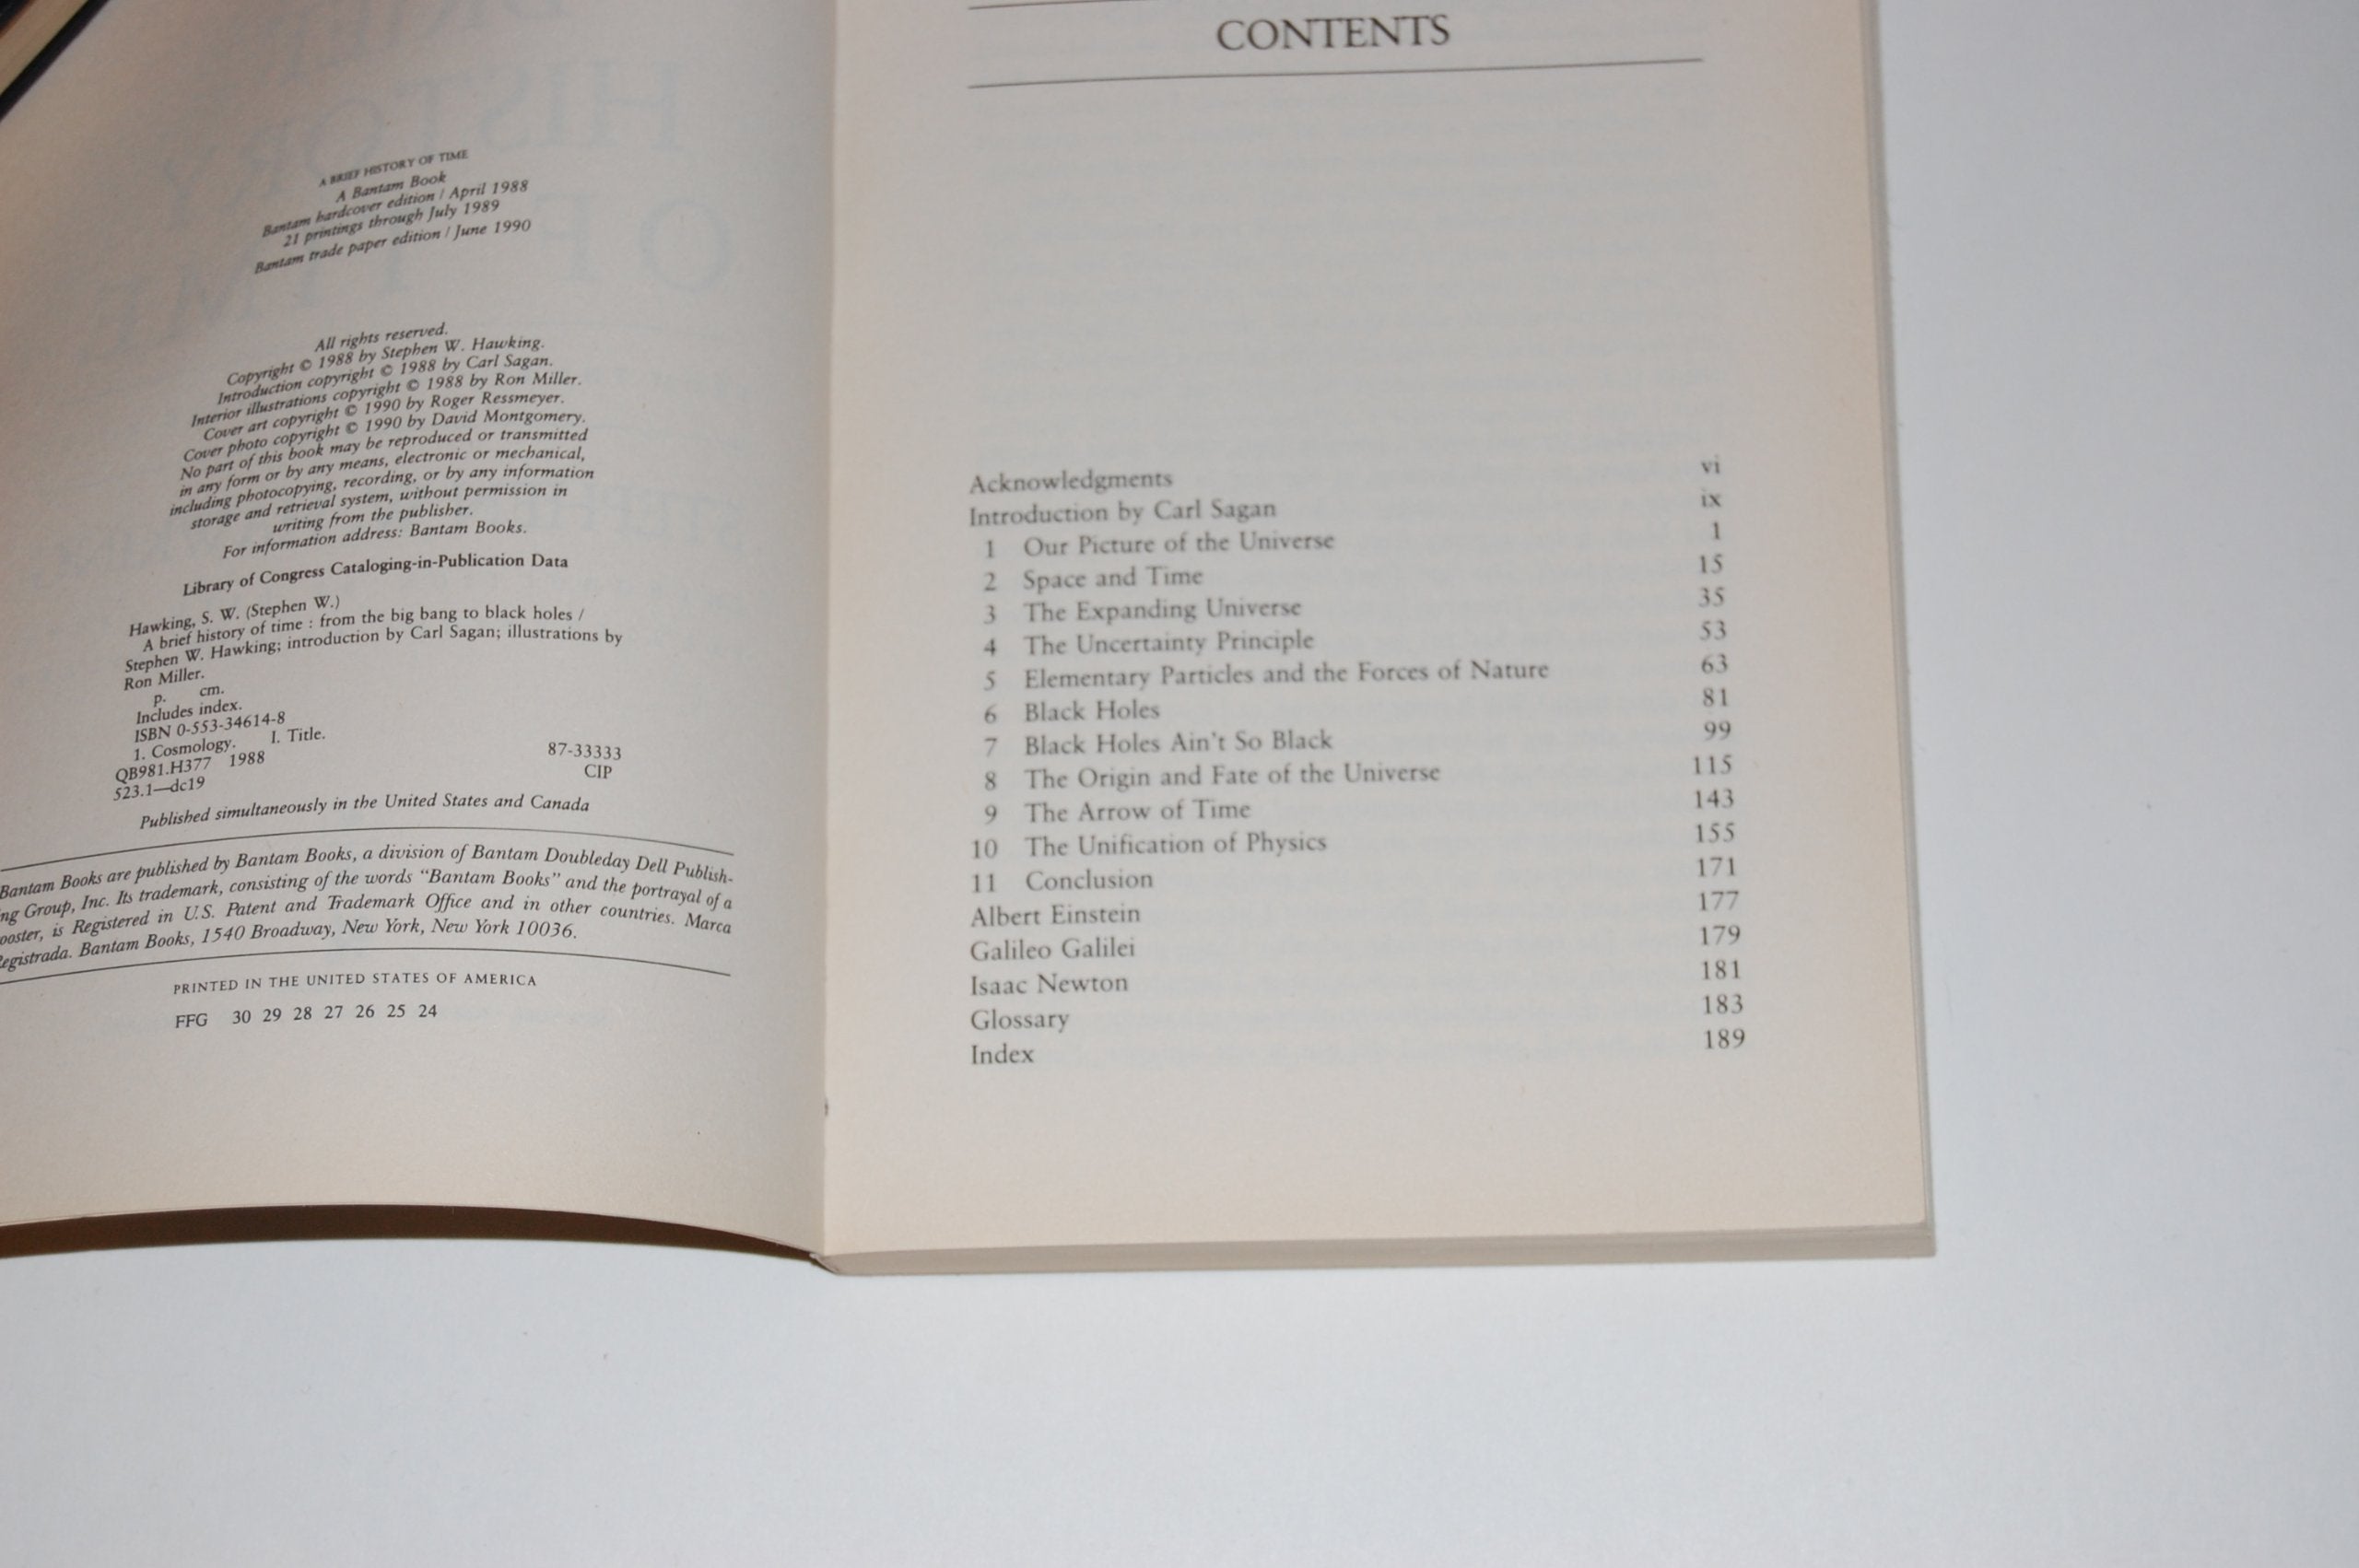 A BRIEF HISTORY OF TIME
A Bantam Book
Bantam hardcover edition / April 1988
21 printings through July 1989
Bantam trade paper edition / June 1990
All rights reserved.
Copyright © 1988 by Stephen W. Hawking.
Introduction copyright © 1988 by Carl Sagan.
Interior illustrations copyright © 1988 by Ron Miller.
Cover art copyright © 1990 by Roger Ressmeyer.
Cover photo copyright © 1990 by David Montgomery.
No part of this book may be reproduced or transmitted
in any form or by any means, electronic or mechanical,
including photocopying, recording, or by any information
storage and retrieval system, without permission in
writing from the publisher.
For information address: Bantam Books.
Library of Congress Cataloging-in-Publication Data
Hawking, S. W. (Stephen W.)
A brief history of time : from the big bang to black holes /
Stephen W. Hawking; introduction by Carl Sagan; illustrations by
Ron Miller.
p. cm.
Includes index.
ISBN 0-553-34614-8
1. Cosmology. I. Title.
QB981.H377 1988 87-33333
523.1—dc19 CIP
Published simultaneously in the United States and Canada
Bantam Books are published by Bantam Books, a division of Bantam Doubleday Dell Publish-
ng Group, Inc. Its trademark, consisting of the words "Bantam Books" and the portrayal of a
ooster, is Registered in U.S. Patent and Trademark Office and in other countries. Marca
Registrada. Bantam Books, 1540 Broadway, New York, New York 10036.
PRINTED IN THE UNITED STATES OF AMERICA
FFG 30 29 28 27 26 25 24
CONTENTS
Acknowledgments vi
Introduction by Carl Sagan ix
1 Our Picture of the Universe 1
2 Space and Time 15
3 The Expanding Universe 35
4 The Uncertainty Principle 53
5 Elementary Particles and the Forces of Nature 63
6 Black Holes 81
7 Black Holes Ain't So Black 99
8 The Origin and Fate of the Universe 115
9 The Arrow of Time 143
10 The Unification of Physics 155
11 Conclusion 171
Albert Einstein 177
Galileo Galilei 179
Isaac Newton 181
Glossary 183
Index 189